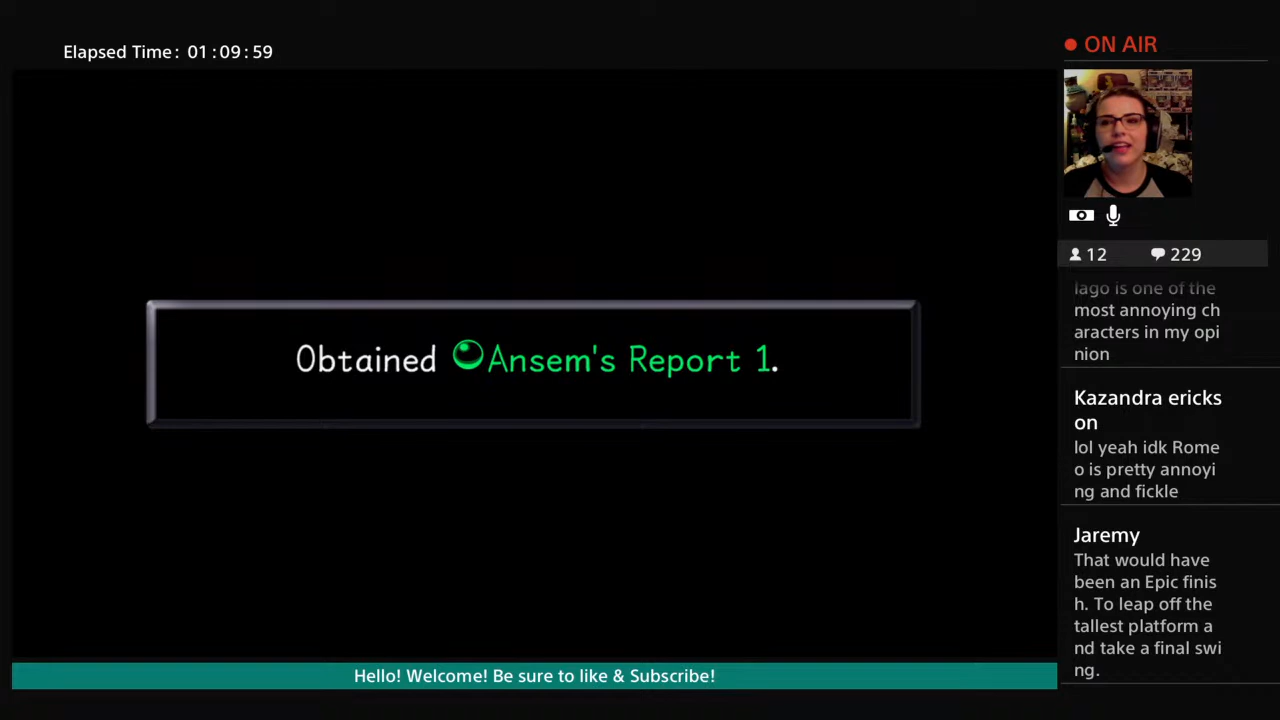 Elapsed Time: 01:09:59
ON AIR
12 229
Iago is one of the
most annoying ch
aracters in my opi
nion
Kazandra ericks
on
lol yeah idk Rome
o is pretty annoyi
ng and fickle
Jaremy
That would have
been an Epic finis
h. To leap off the
tallest platform a
nd take a final swi
ng.
Obtained Ansem's Report 1.
Hello! Welcome! Be sure to like & Subscribe!